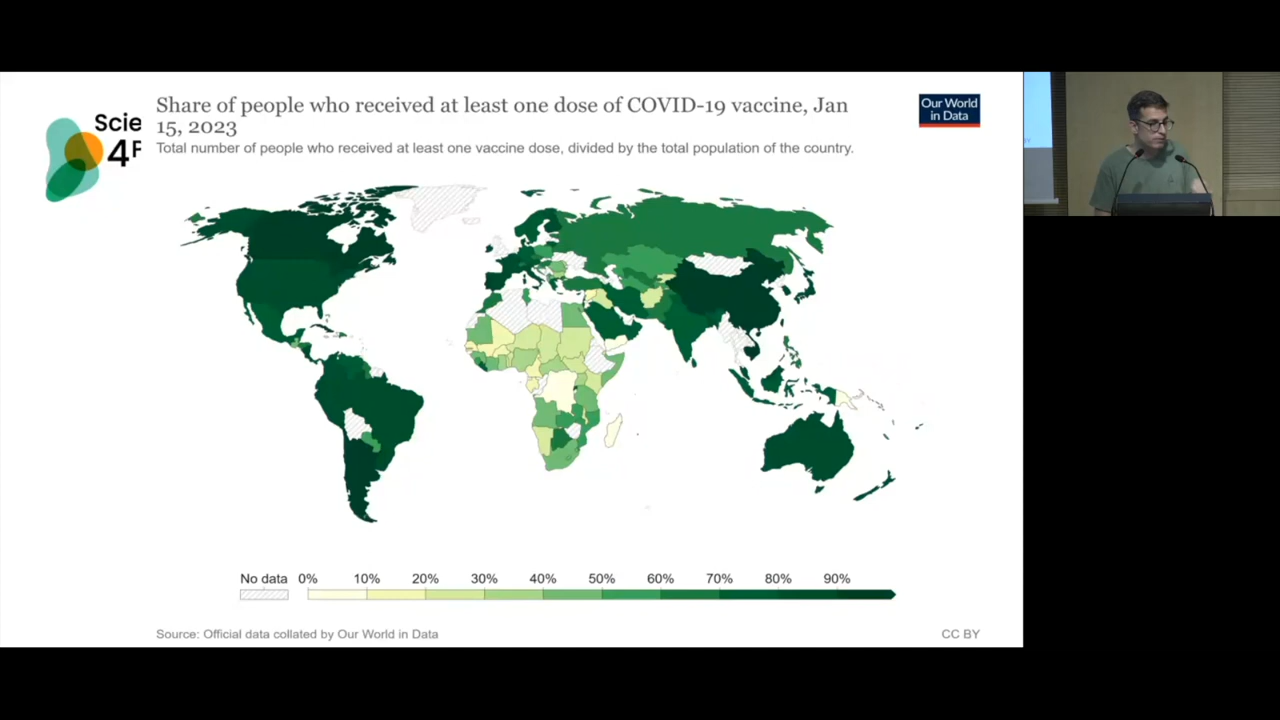 Scie
4F
Share of people who received at least one dose of COVID-19 vaccine, Jan
15, 2023
Total number of people who received at least one vaccine dose, divided by the total population of the country.
Our World
in Data
No data 0% 10% 20% 30% 40% 50% 60% 70% 80% 90%
Source: Official data collated by Our World in Data
CC BY